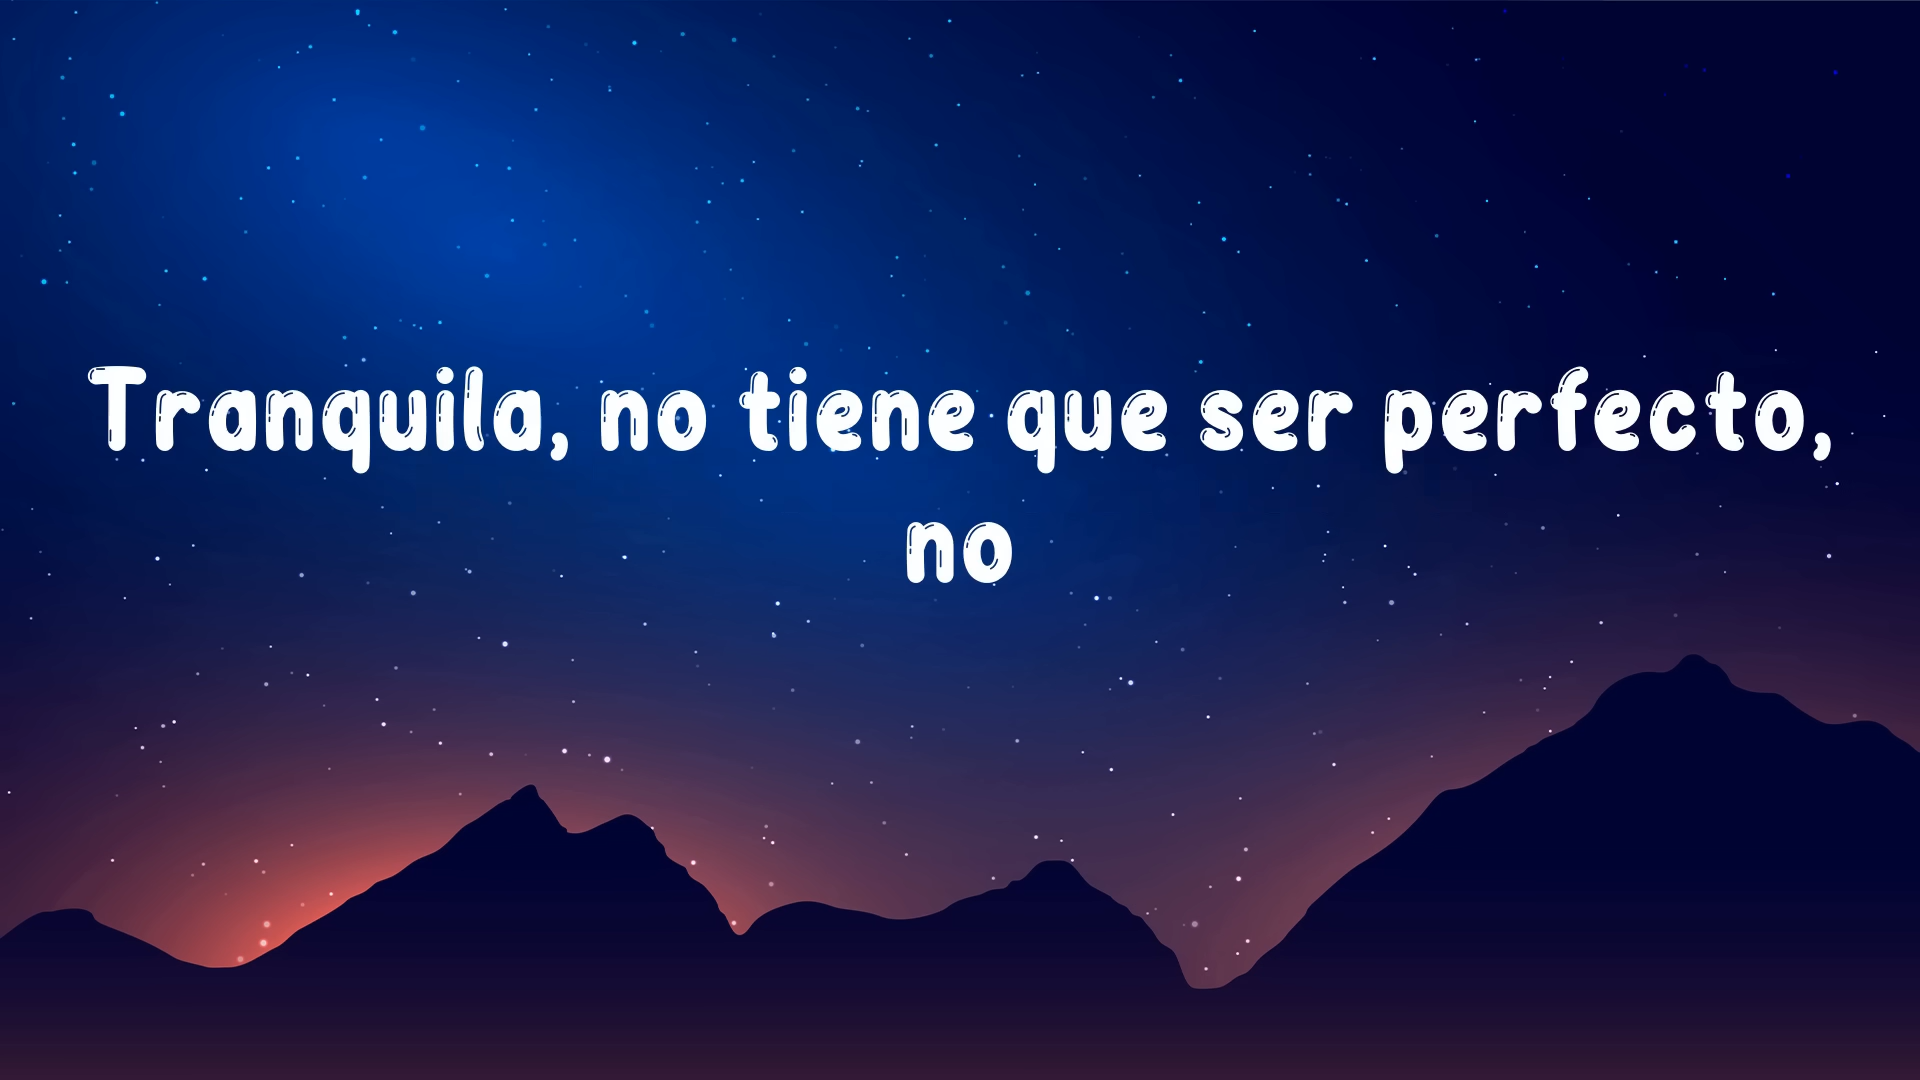 Tranquila, no tiene que ser perfecto,
no